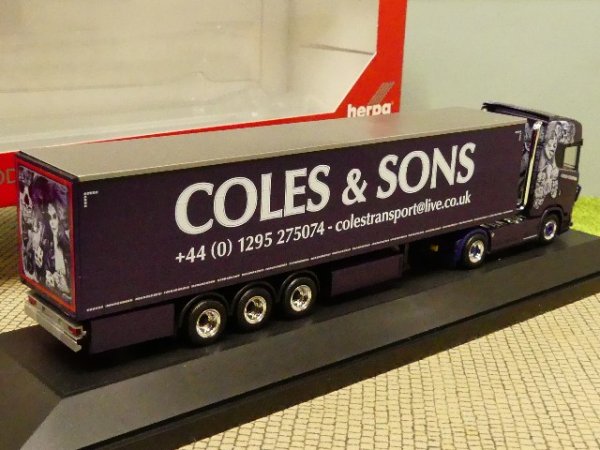 herpa
COLES & SONS
+44 (0) 1295 275074 - colestransport@live.co.uk